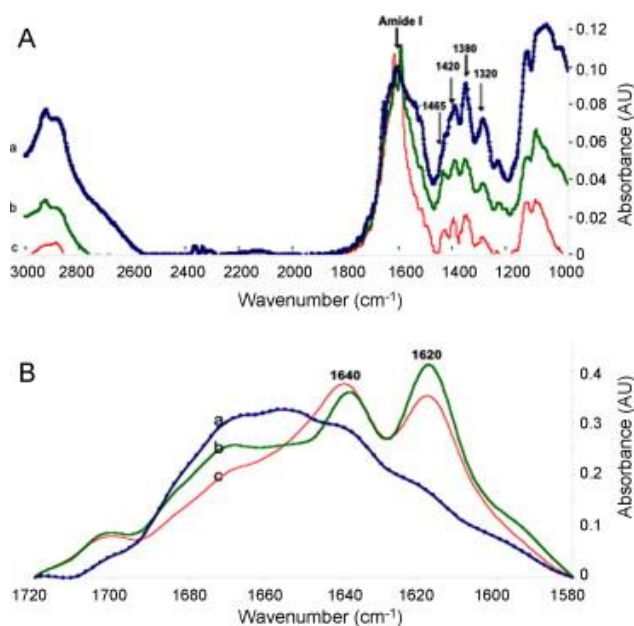 A
Amide I
1380
1420
1320
1465
a
b
c
0.12
0.10
0.08
0.06
0.04
0.02
0
Absorbance (AU)
3000 2800 2600 2400 2200 2000 1800 1600 1400 1200 1000
Wavenumber (cm-1)
B
1640
1620
a
b
c
0.4
0.3
0.2
0.1
0
Absorbance (AU)
1720 1700 1680 1660 1640 1620 1600 1580
Wavenumber (cm-1)